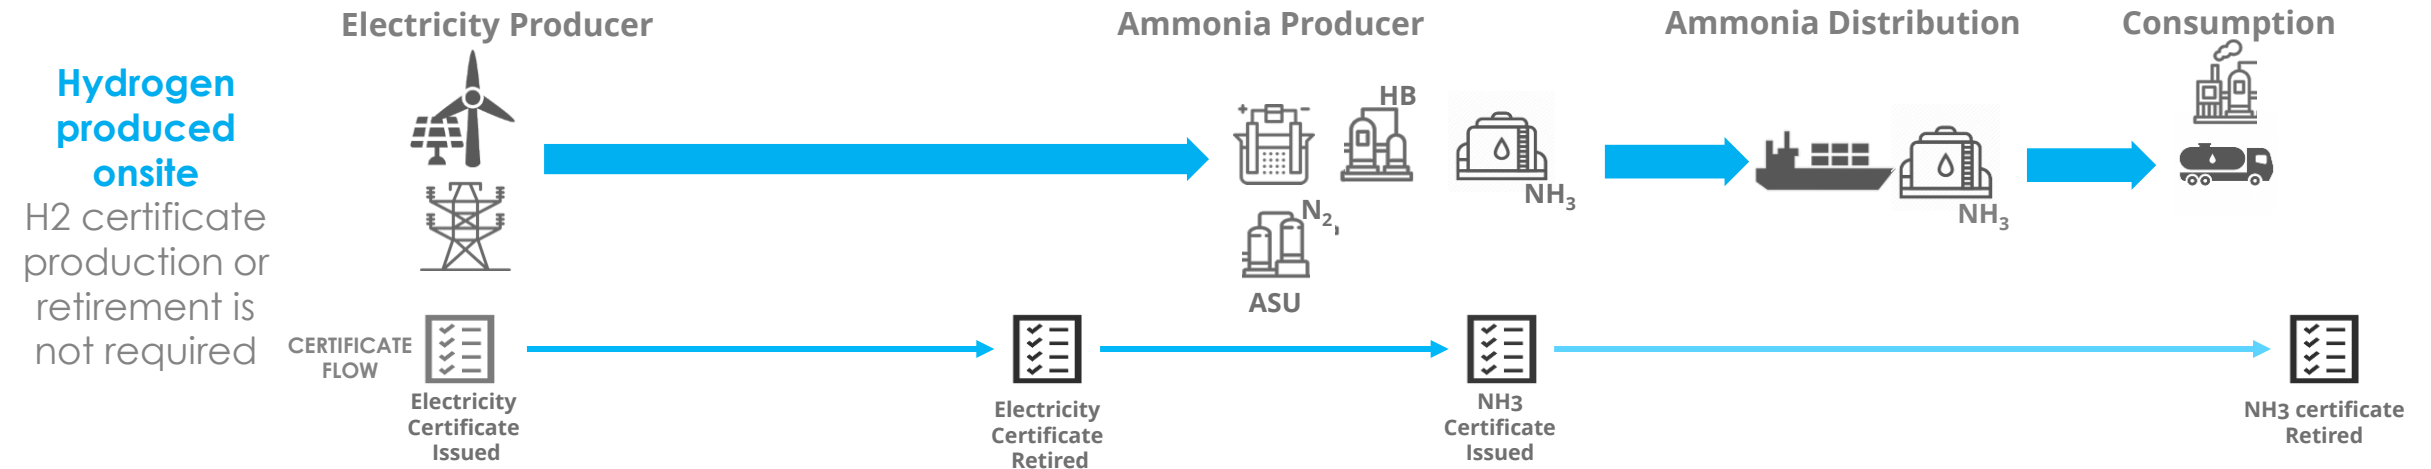 Electricity Producer
Ammonia Producer
Ammonia Distribution
Consumption
Hydrogen
produced
onsite
H2 certificate
production or
retirement is
not required
HB
NH3
N2,
ASU
NH3
CERTIFICATE
FLOW
Electricity
Certificate
Issued
Electricity
Certificate
Retired
NH3
Certificate
Issued
NH3 certificate
Retired